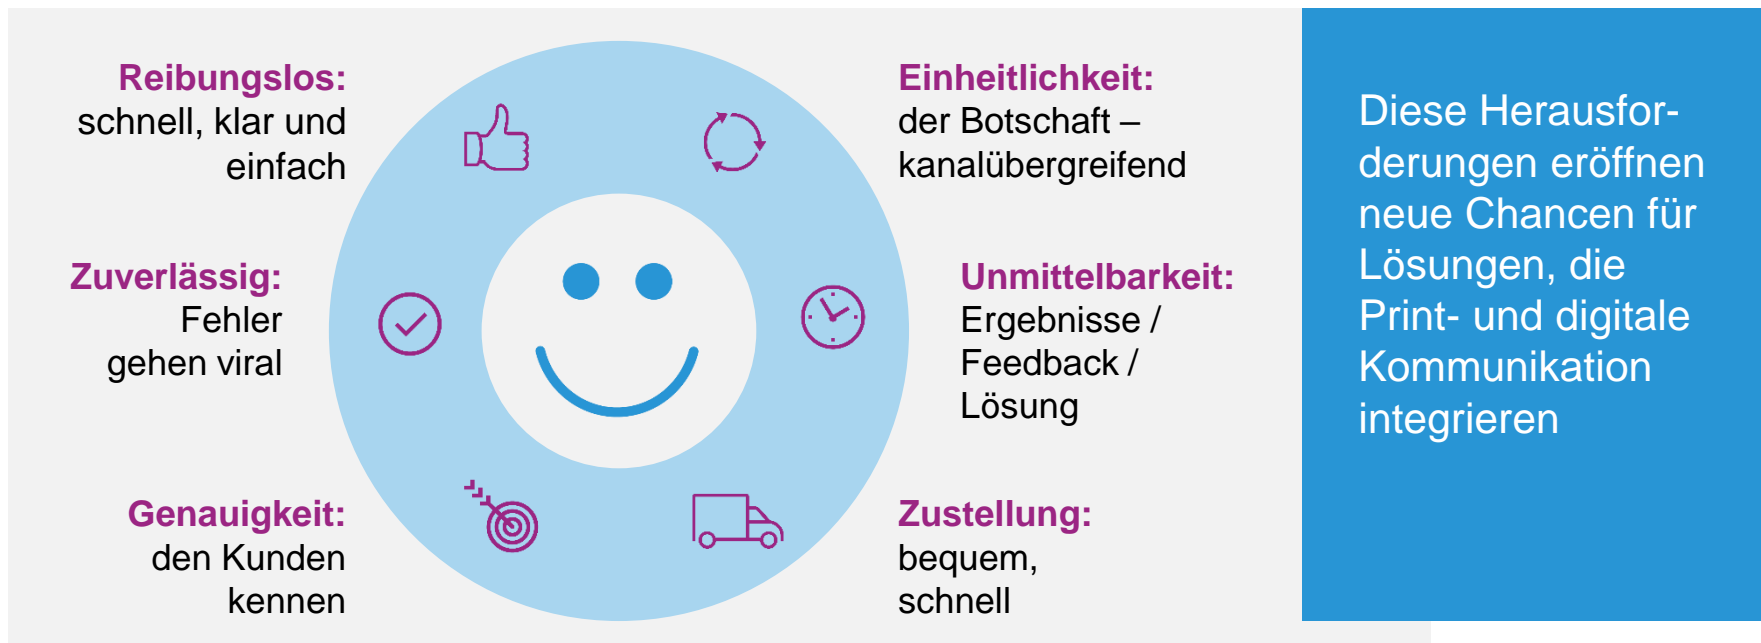 Reibungslos:
schnell, klar und
einfach
Zuverlässig:
Fehler
gehen viral
Genauigkeit:
den Kunden
kennen
Einheitlichkeit:
der Botschaft –
kanalübergreifend
Unmittelbarkeit:
Ergebnisse /
Feedback /
Lösung
Zustellung:
bequem,
schnell
Diese Herausfor-
derungen eröffnen
neue Chancen für
Lösungen, die
Print- und digitale
Kommunikation
integrieren